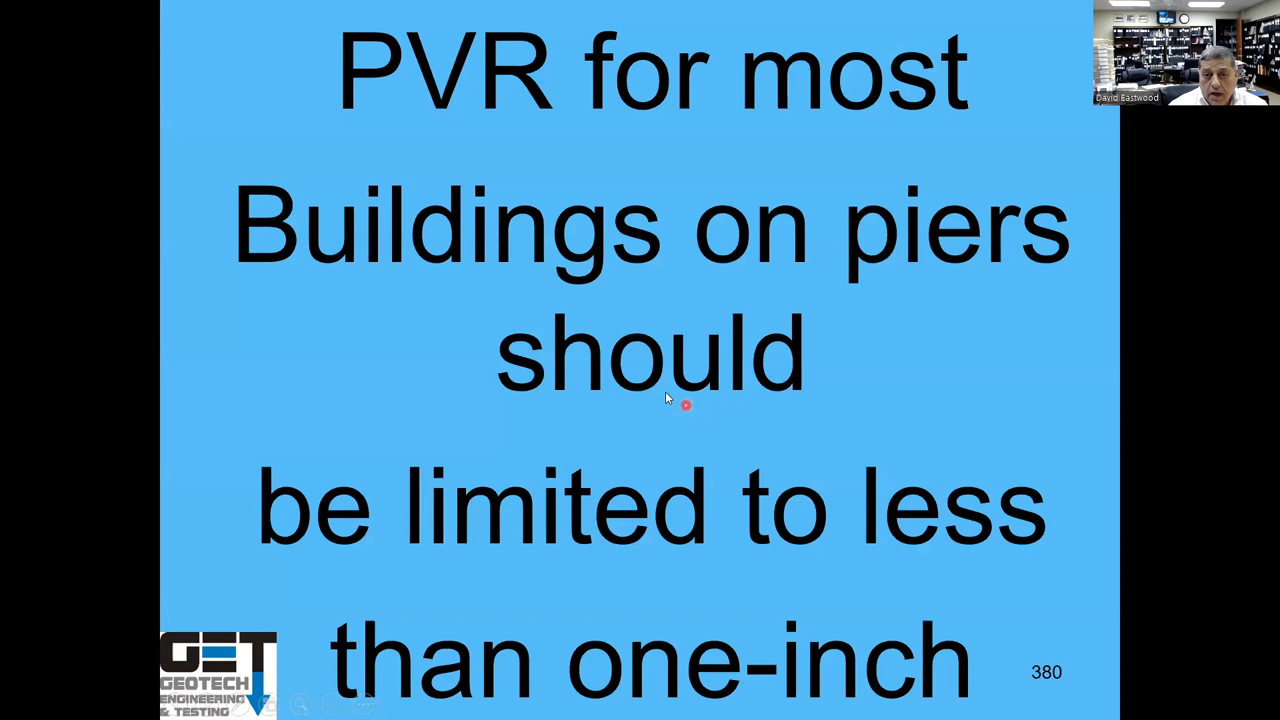 PVR for most
Buildings on piers
should
be limited to less
than one-inch
380
GET
GEOTECH
ENGINEERING
& TESTING
David Eastwood